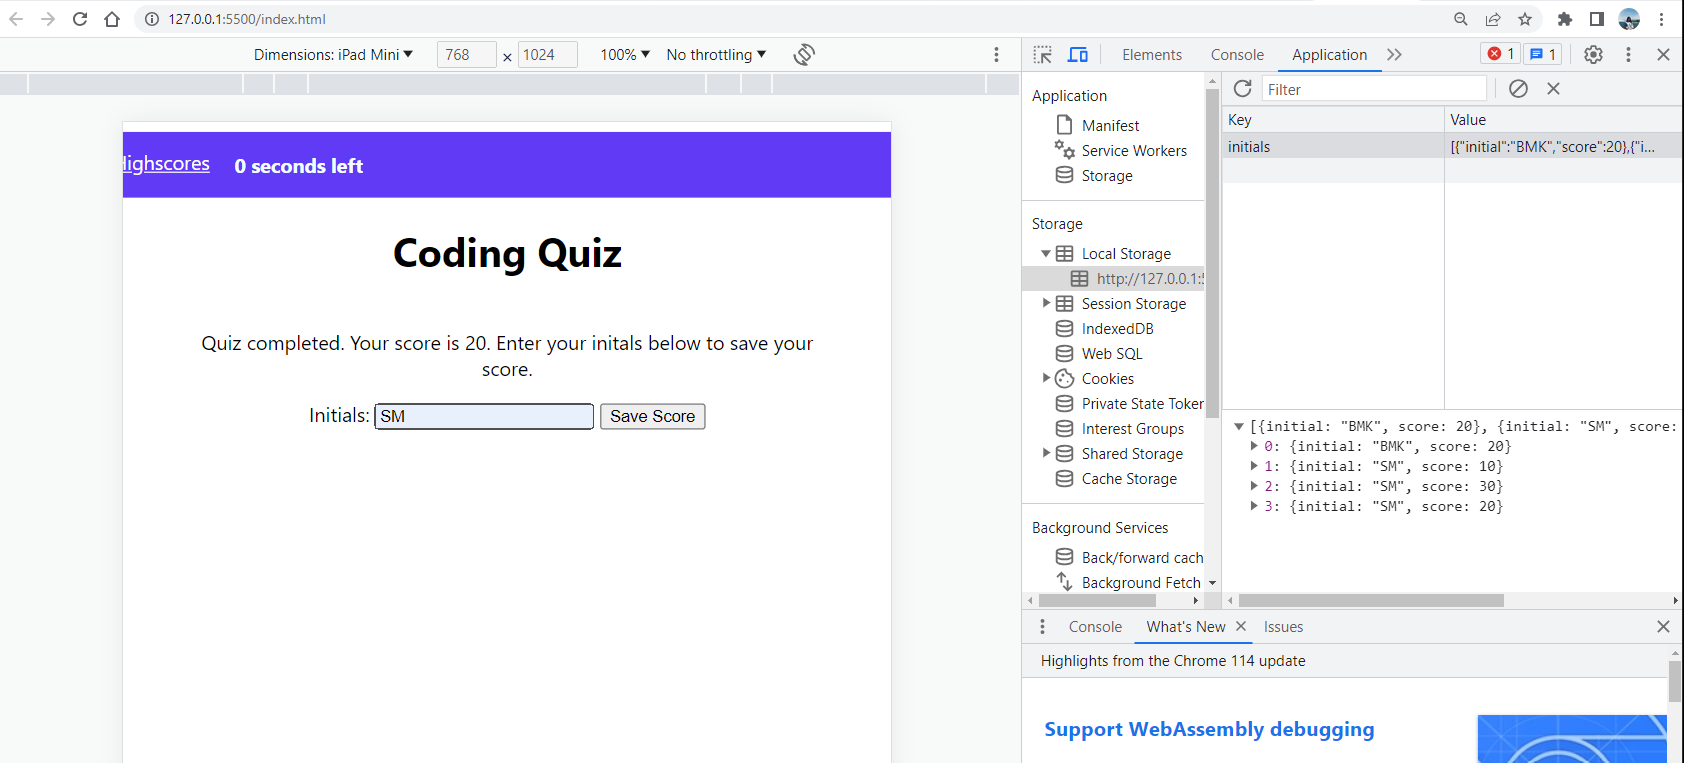 127.0.0.1:5500/index.html
Dimensions: iPad Mini 768 × 1024 100% No throttling
Elements Console Application 1 1
Highscores 0 seconds left
Coding Quiz
Quiz completed. Your score is 20. Enter your initals below to save your
score.
Initials: SM Save Score
Application
Manifest
Service Workers
Storage
Storage
Local Storage
http://127.0.0.1:5
Session Storage
IndexedDB
Web SQL
Cookies
Private State Token
Interest Groups
Shared Storage
Cache Storage
Background Services
Back/forward cach
Background Fetch
Filter
Key Value
initials [{"initial":"BMK","score":20},{"i...
[{initial: "BMK", score: 20}, {initial: "SM", score:
0: {initial: "BMK", score: 20}
1: {initial: "SM", score: 10}
2: {initial: "SM", score: 30}
3: {initial: "SM", score: 20}
Console What's New Issues
Highlights from the Chrome 114 update
Support WebAssembly debugging